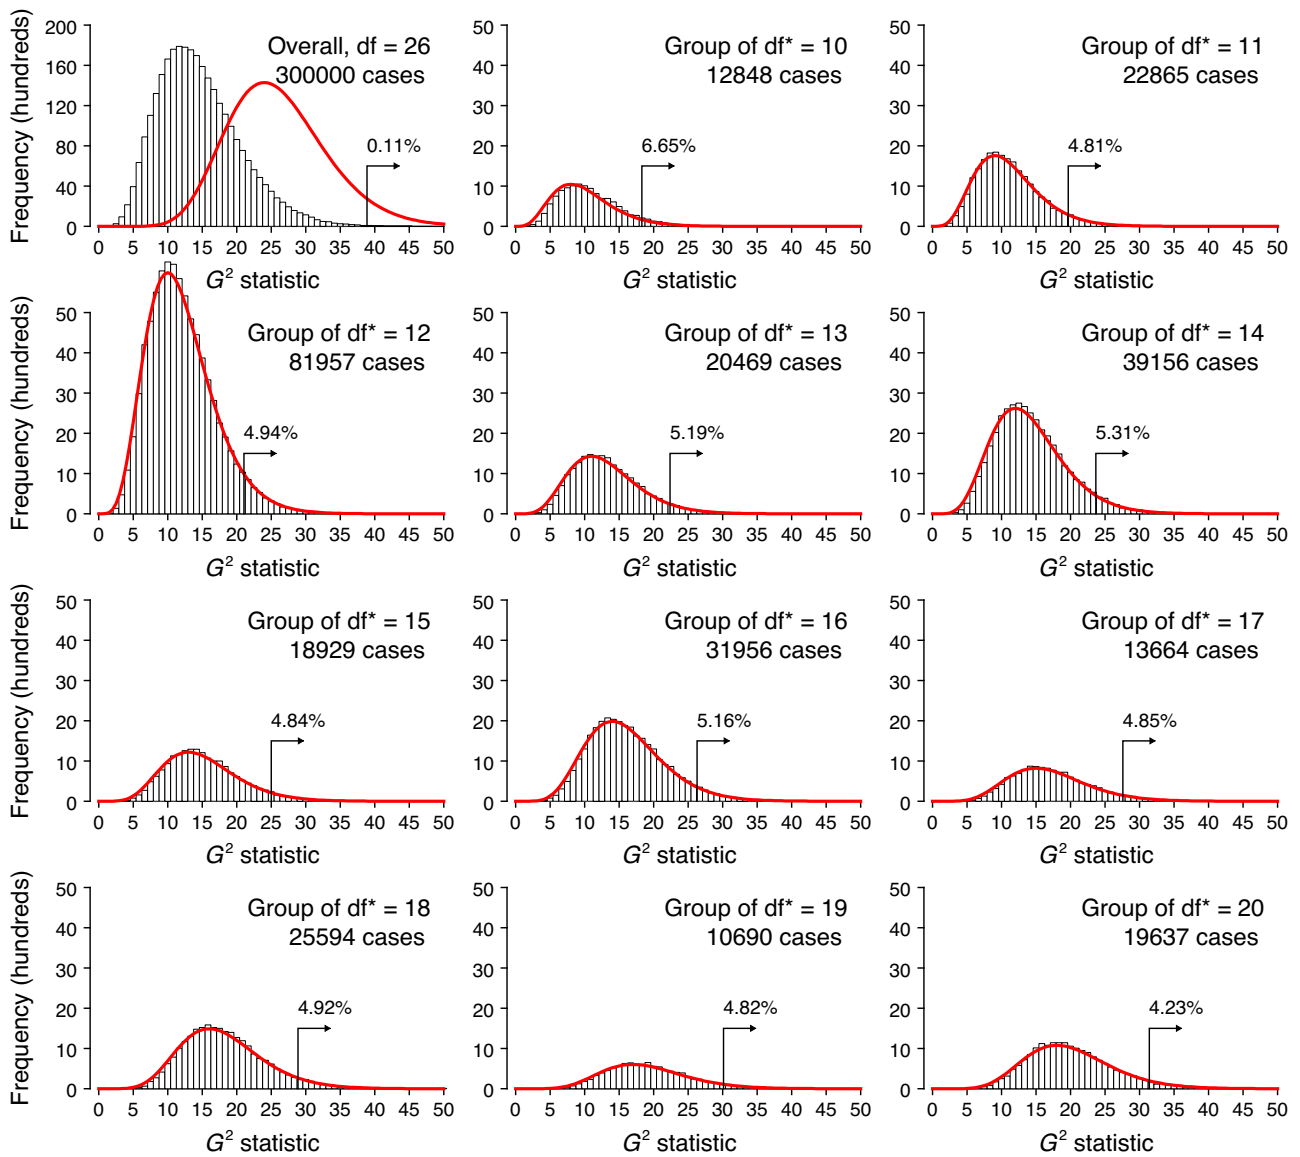 Frequency (hundreds)
200
160
120
80
40
0
Overall, df = 26
300000 cases
0.11%
0 5 10 15 20 25 30 35 40 45 50
G² statistic
50
40
30
20
10
0
Group of df* = 10
12848 cases
6.65%
0 5 10 15 20 25 30 35 40 45 50
G² statistic
50
40
30
20
10
0
Group of df* = 11
22865 cases
4.81%
0 5 10 15 20 25 30 35 40 45 50
G² statistic
Frequency (hundreds)
50
40
30
20
10
0
Group of df* = 12
81957 cases
4.94%
0 5 10 15 20 25 30 35 40 45 50
G² statistic
50
40
30
20
10
0
Group of df* = 13
20469 cases
5.19%
0 5 10 15 20 25 30 35 40 45 50
G² statistic
50
40
30
20
10
0
Group of df* = 14
39156 cases
5.31%
0 5 10 15 20 25 30 35 40 45 50
G² statistic
Frequency (hundreds)
50
40
30
20
10
0
Group of df* = 15
18929 cases
4.84%
0 5 10 15 20 25 30 35 40 45 50
G² statistic
50
40
30
20
10
0
Group of df* = 16
31956 cases
5.16%
0 5 10 15 20 25 30 35 40 45 50
G² statistic
50
40
30
20
10
0
Group of df* = 17
13664 cases
4.85%
0 5 10 15 20 25 30 35 40 45 50
G² statistic
Frequency (hundreds)
50
40
30
20
10
0
Group of df* = 18
25594 cases
4.92%
0 5 10 15 20 25 30 35 40 45 50
G² statistic
50
40
30
20
10
0
Group of df* = 19
10690 cases
4.82%
0 5 10 15 20 25 30 35 40 45 50
G² statistic
50
40
30
20
10
0
Group of df* = 20
19637 cases
4.23%
0 5 10 15 20 25 30 35 40 45 50
G² statistic